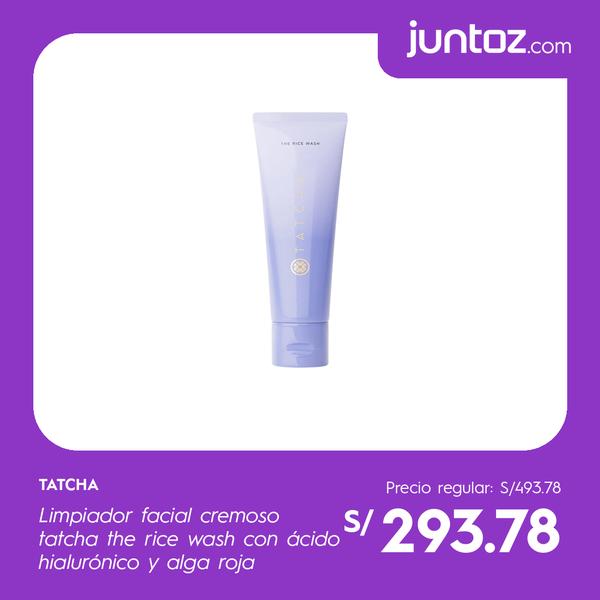 juntoz.com
THE RICE WASH
TATCHA
TATCHA
Limpiador facial cremoso
tatcha the rice wash con ácido
hialurónico y alga roja
Precio regular: S/493.78
S/ 293.78